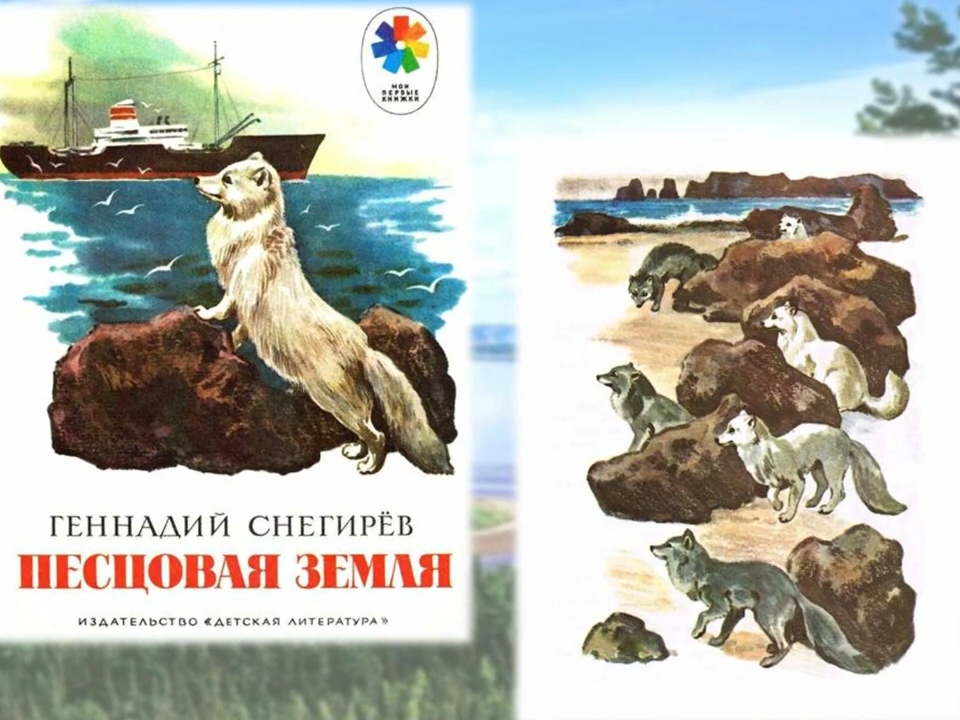 МОИ
ПЕРВЫЕ
КНИЖКИ
ГЕННАДИЙ СНЕГИРЁВ
ПЕСЦОВАЯ ЗЕМЛЯ
ИЗДАТЕЛЬСТВО «ДЕТСКАЯ ЛИТЕРАТУРА»